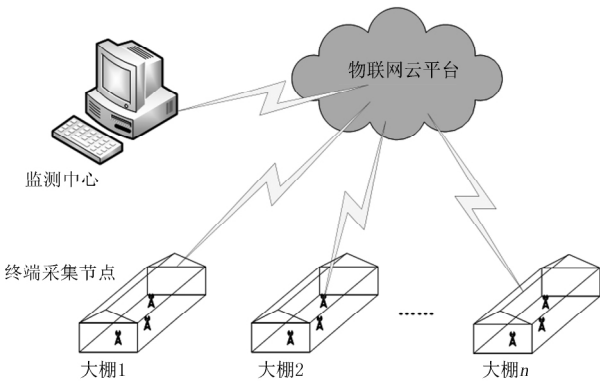 物联网云平台
监测中心
终端采集节点
大棚1
大棚2
......
大棚n